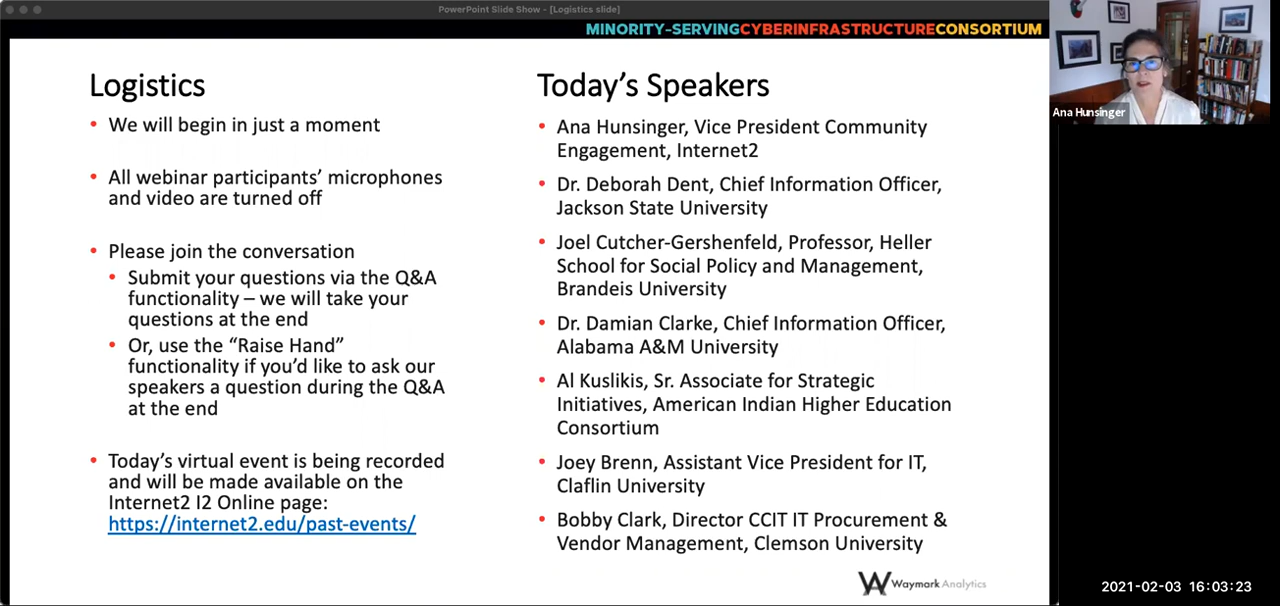 PowerPoint Slide Show - [Logistics slide]
MINORITY-SERVINGCYBERINFRASTRUCTURECONSORTIUM
Logistics
• We will begin in just a moment
• All webinar participants’ microphones
and video are turned off
• Please join the conversation
• Submit your questions via the Q&A
functionality – we will take your
questions at the end
• Or, use the “Raise Hand”
functionality if you’d like to ask our
speakers a question during the Q&A
at the end
• Today’s virtual event is being recorded
and will be made available on the
Internet2 I2 Online page:
https://internet2.edu/past-events/
Today’s Speakers
• Ana Hunsinger, Vice President Community
Engagement, Internet2
• Dr. Deborah Dent, Chief Information Officer,
Jackson State University
• Joel Cutcher-Gershenfeld, Professor, Heller
School for Social Policy and Management,
Brandeis University
• Dr. Damian Clarke, Chief Information Officer,
Alabama A&M University
• Al Kuslikis, Sr. Associate for Strategic
Initiatives, American Indian Higher Education
Consortium
• Joey Brenn, Assistant Vice President for IT,
Claflin University
• Bobby Clark, Director CCIT IT Procurement &
Vendor Management, Clemson University
Waymark Analytics
Ana Hunsinger
2021-02-03 16:03:23